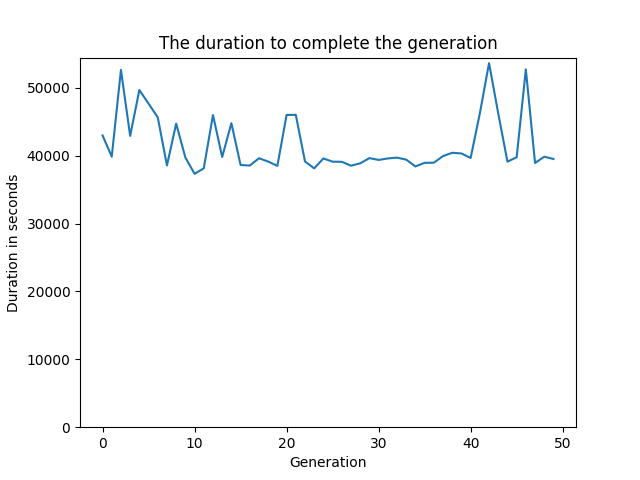 The duration to complete the generation
50000
40000
30000
20000
10000
0
Duration in seconds
0 10 20 30 40 50
Generation